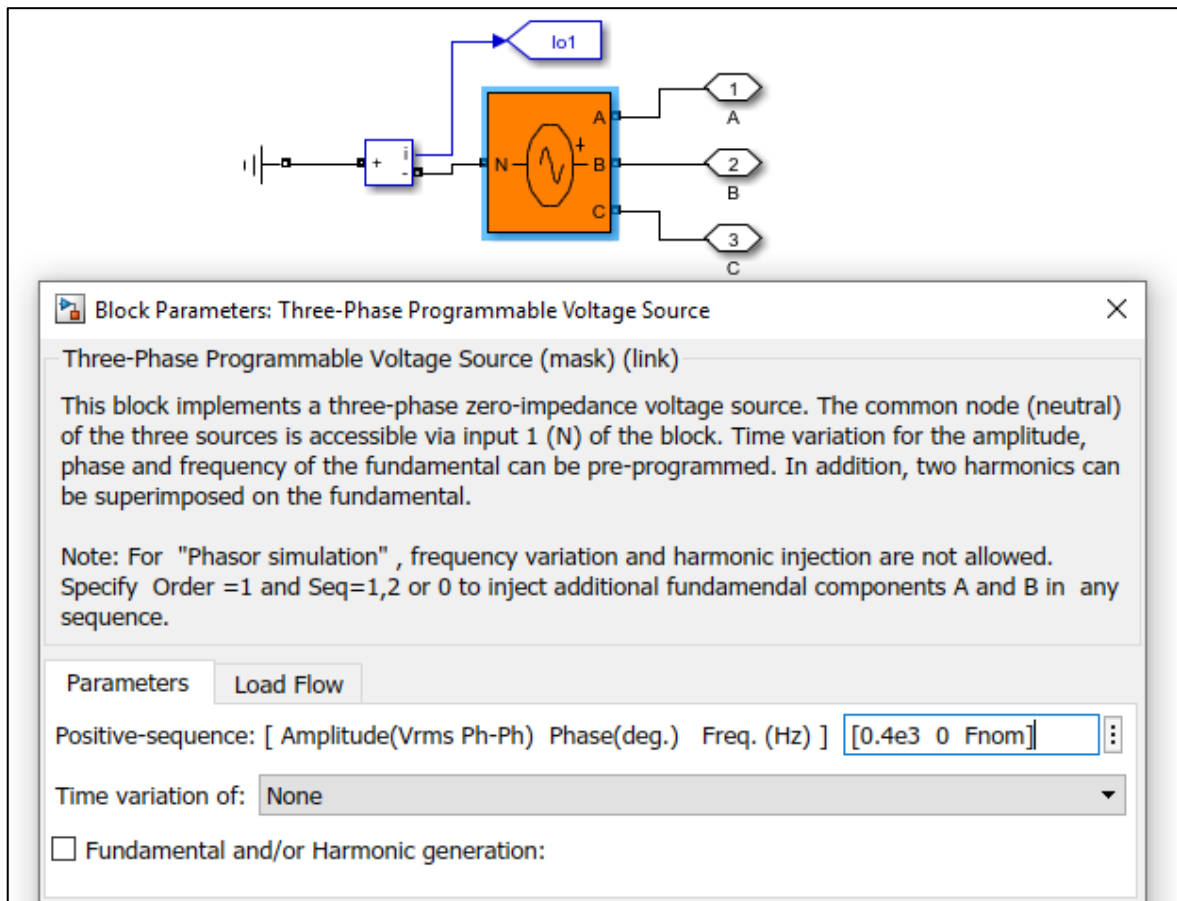 Io1
A
1
A
+ i
-
N
+
B
2
B
C
3
C
Block Parameters: Three-Phase Programmable Voltage Source
Three-Phase Programmable Voltage Source (mask) (link)
This block implements a three-phase zero-impedance voltage source. The common node (neutral)
of the three sources is accessible via input 1 (N) of the block. Time variation for the amplitude,
phase and frequency of the fundamental can be pre-programmed. In addition, two harmonics can
be superimposed on the fundamental.
Note: For "Phasor simulation" , frequency variation and harmonic injection are not allowed.
Specify Order =1 and Seq=1,2 or 0 to inject additional fundamendal components A and B in any
sequence.
Parameters Load Flow
Positive-sequence: [ Amplitude(Vrms Ph-Ph) Phase(deg.) Freq. (Hz) ] [0.4e3 0 Fnom]
Time variation of: None
Fundamental and/or Harmonic generation: